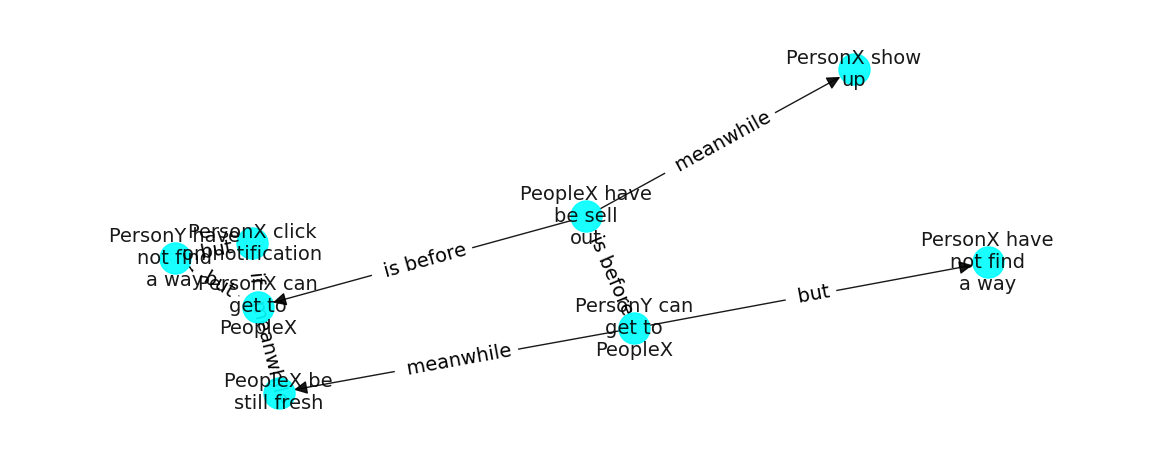 PersonX show
up
meanwhile
PeopleX have
be sell
out
is before
is before
PersonX click
on notification
PersonY have
not find
a way
but
but
if
PersonX can
get to
PeopleX
PersonX have
not find
a way
but
PersonY can
get to
PeopleX
meanwhile
meanwhile
PeopleX be
still fresh